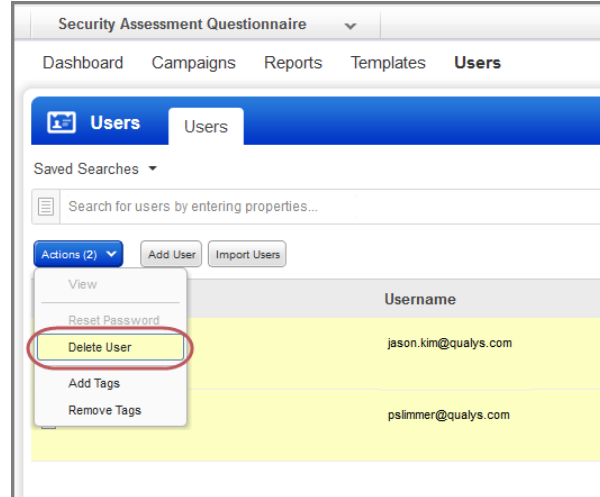 Security Assessment Questionnaire
Dashboard Campaigns Reports Templates Users
Users Users
Saved Searches
Search for users by entering properties...
Actions (2) Add User Import Users
View
Username
Reset Password
Delete User jason.kim@qualys.com
Add Tags
Remove Tags pslimmer@qualys.com